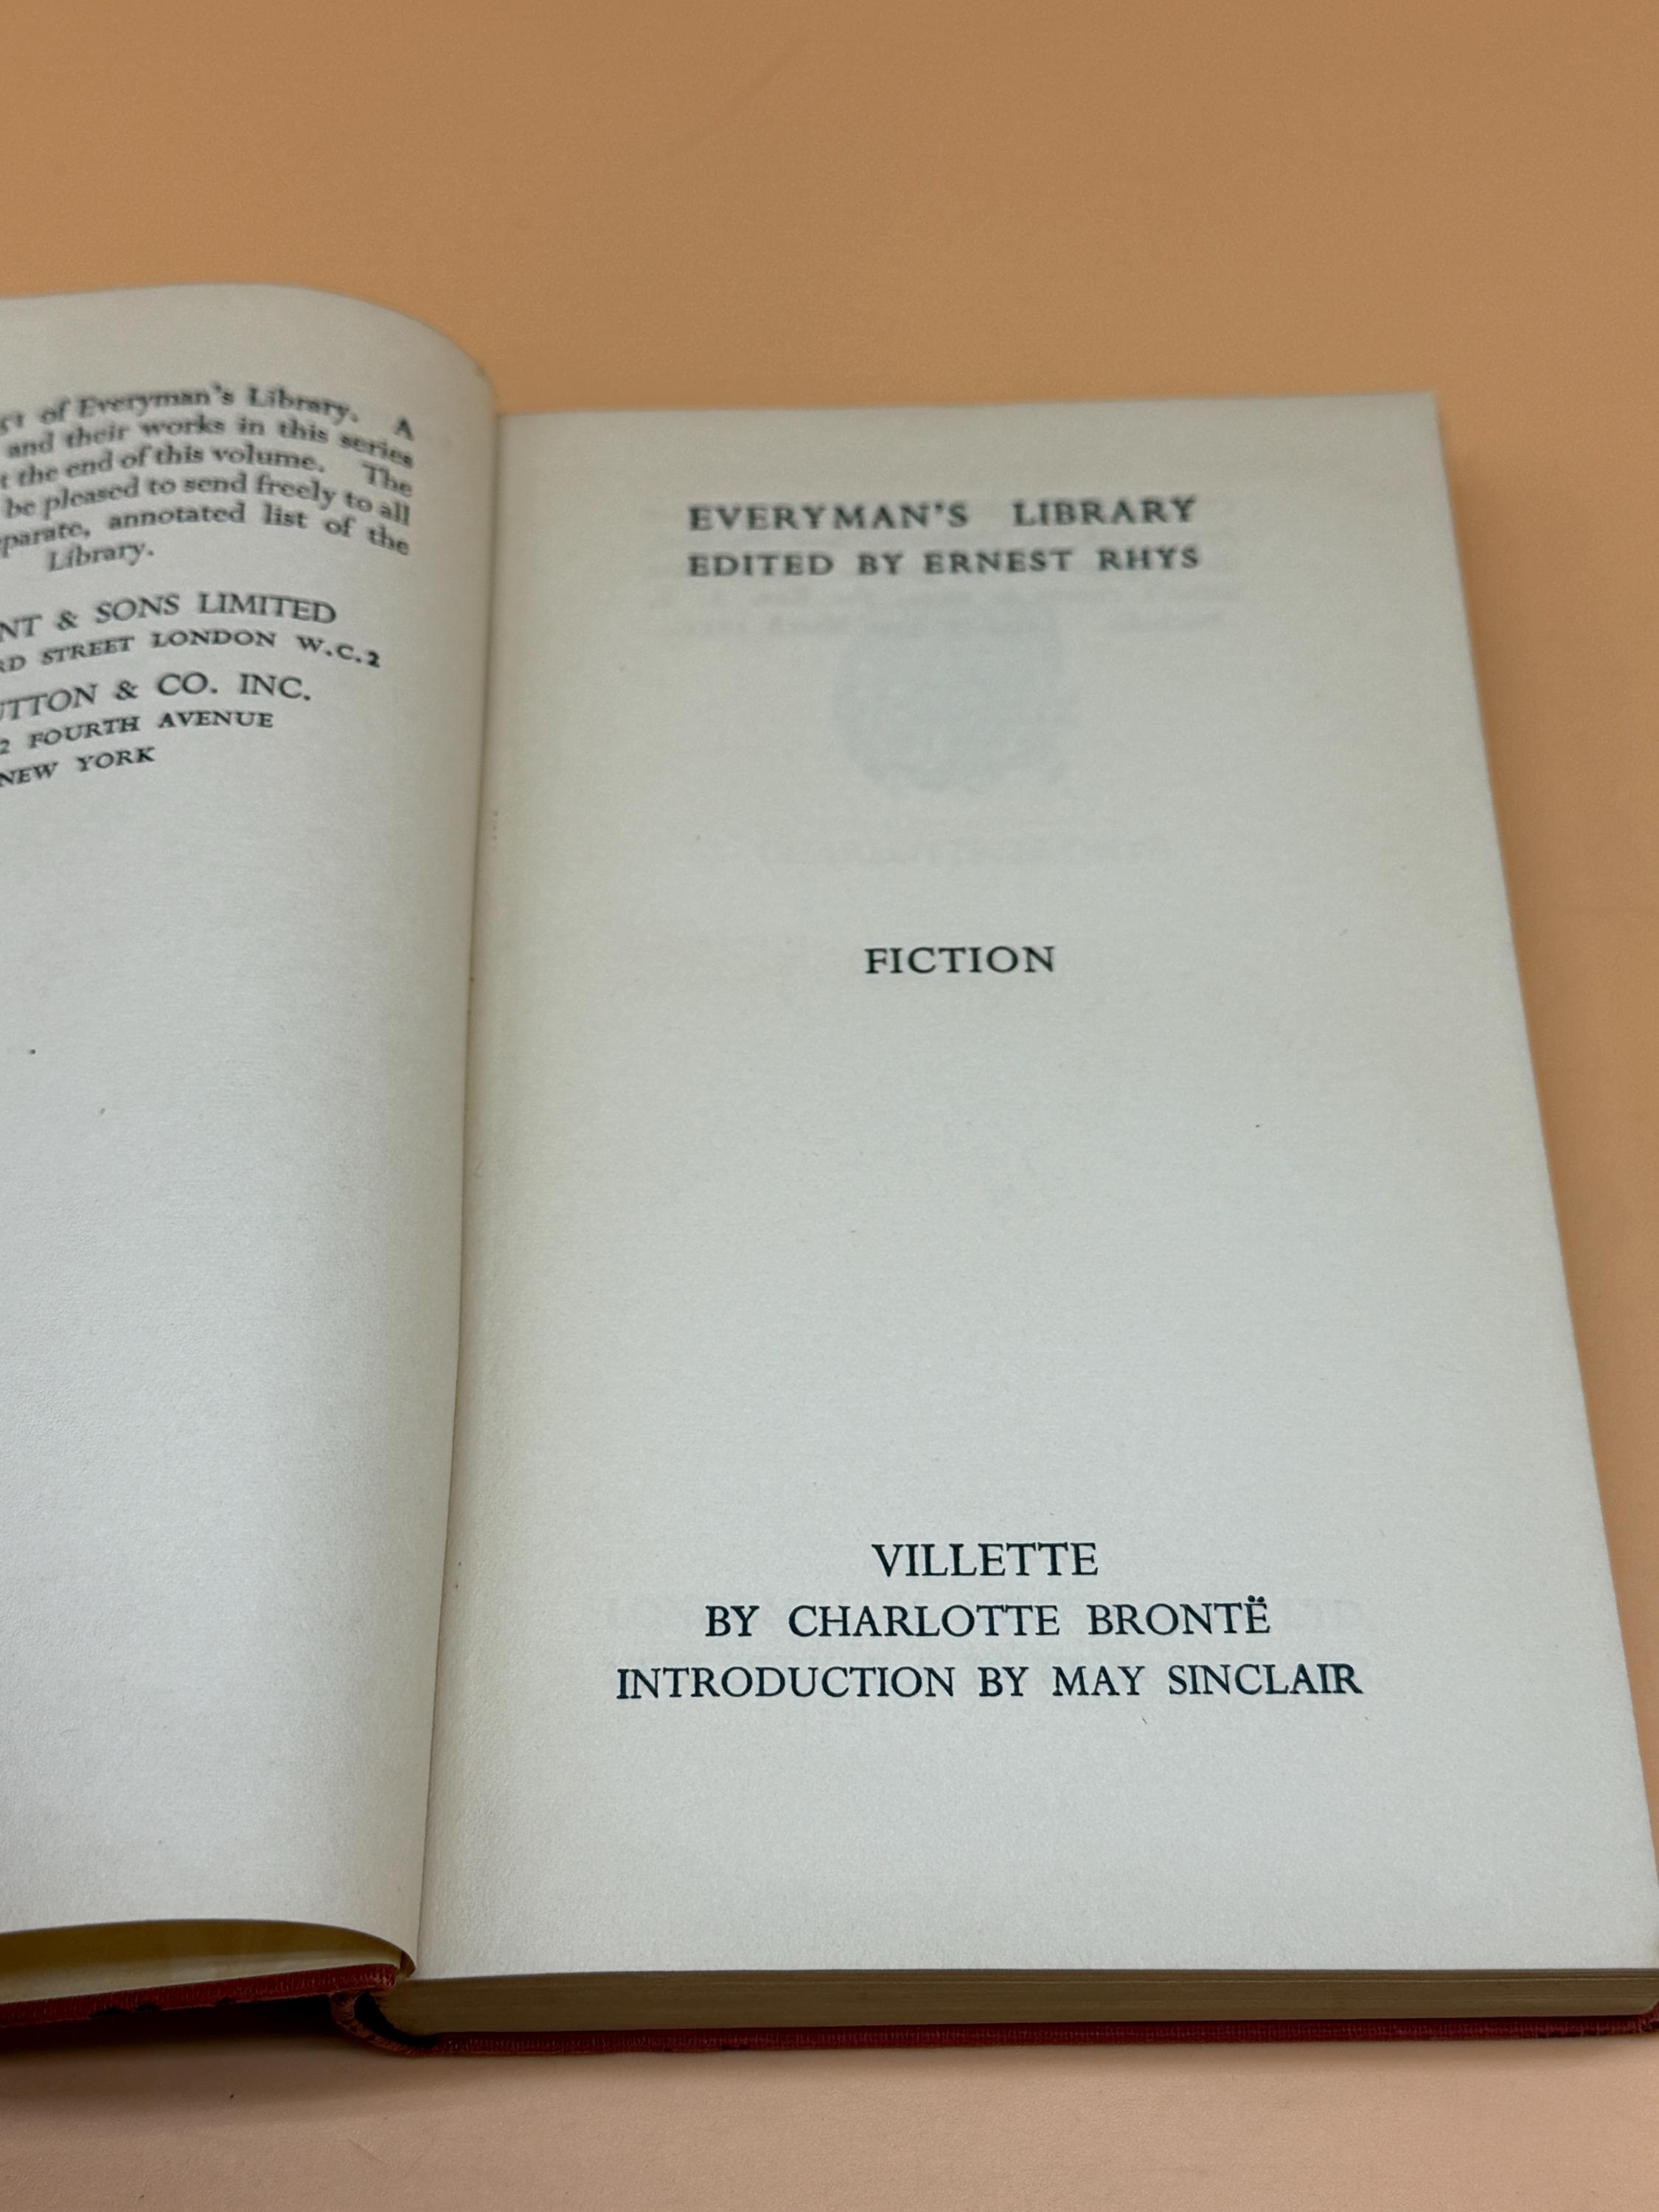 of Everyman's Library. A
and their works in this series
the end of this volume. The
be pleased to send freely to all
annotated list of the
Library.
& SONS LIMITED
STREET LONDON W.C.2
& CO. INC.
FOURTH AVENUE
NEW YORK
EVERYMAN'S LIBRARY
EDITED BY ERNEST RHYS
FICTION
VILLETTE
BY CHARLOTTE BRONTË
INTRODUCTION BY MAY SINCLAIR